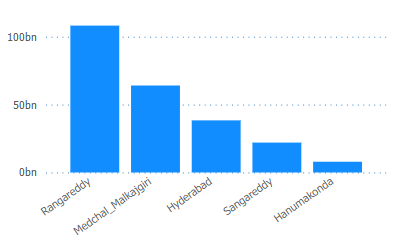 100bn
50bn
0bn
Rangareddy
Medchal_Malkajgiri
Hyderabad
Sangareddy
Hanumakonda